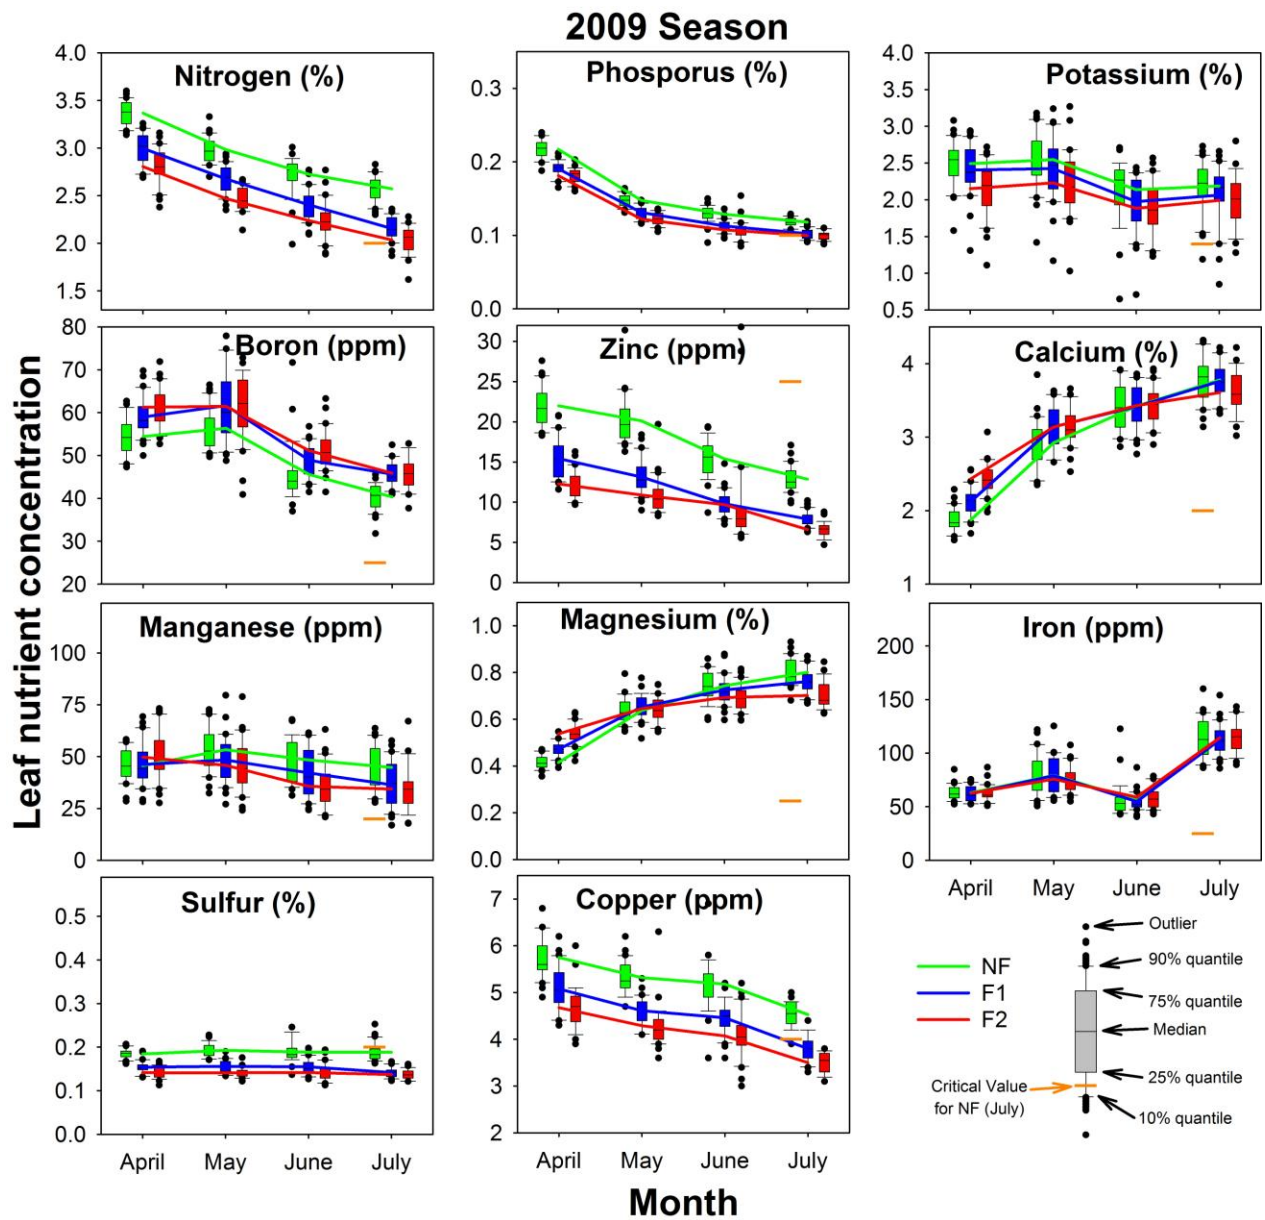 2009 Season
Leaf nutrient concentration
Nitrogen (%)
4.0
3.5
3.0
2.5
2.0
1.5
Phosporus (%)
0.3
0.2
0.1
0.0
Potassium (%)
4.0
3.5
3.0
2.5
2.0
1.4
1.0
0.5
Boron (ppm)
80
70
60
50
40
30
20
Zinc (ppm)
30
25
20
15
10
5
0
Calcium (%)
4
3
2
1
Manganese (ppm)
100
75
50
25
0
Magnesium (%)
1.0
0.8
0.6
0.4
0.2
0.0
Iron (ppm)
200
150
100
50
0
April May June July
Sulfur (%)
0.5
0.4
0.3
0.2
0.1
0.0
April May June July
Copper (ppm)
7
6
5
4
3
2
April May June July
NF
F1
F2
Outlier
90% quantile
75% quantile
Median
25% quantile
10% quantile
Critical Value
for NF (July)
Month